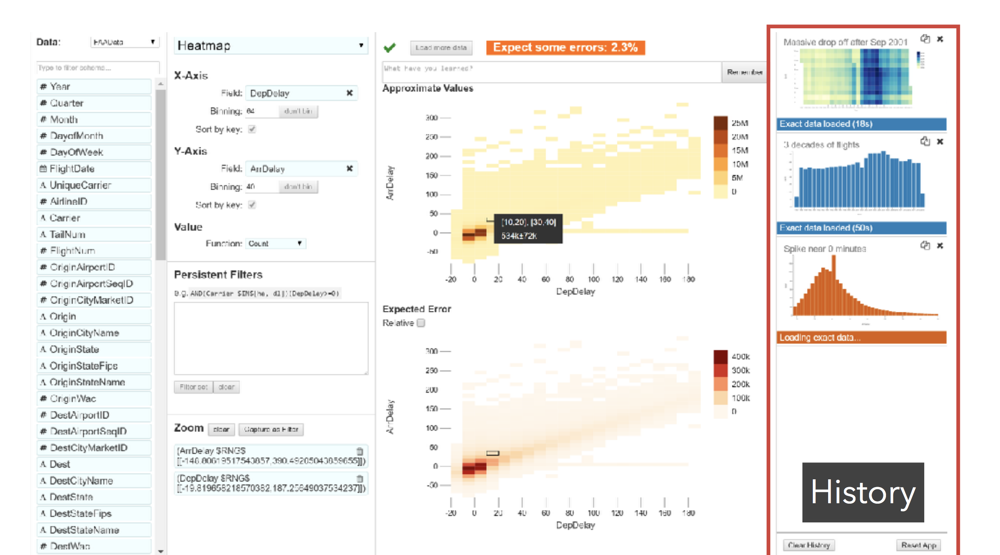 Data: FAAData
Type to filter schema...
# Year
# Quarter
# Month
# DayofMonth
# DayOfWeek
FlightDate
A UniqueCarrier
# AirlineID
A Carrier
A TailNum
# FlightNum
# OriginAirportID
# OriginAirportSeqID
# OriginCityMarketID
A Origin
A OriginCityName
A OriginState
A OriginStateFips
A OriginStateName
# OriginWac
# DestAirportID
# DestAirportSeqID
# DestCityMarketID
A Dest
A DestCityName
A DestState
A DestStateFips
A DestStateName
# DestWac
Heatmap
X-Axis
Field: DepDelay
Binning: 64 don't bin
Sort by key:
Y-Axis
Field: ArrDelay
Binning: 40 don't bin
Sort by key:
Value
Function: Count
Persistent Filters
e.g. AND(Carrier $IN$[ha, dl])(DepDelay>=0)
Filter set clear
Zoom clear Capture as Filter
(ArrDelay $RNG$
(DepDelay $RNG$
Load more data
Expect some errors: 2.3%
What have you learned?
Remember
Approximate Values
300
250
200
150
100
50
0
-50
ArrDelay
-20 0 20 40 60 80 100 120 140 160 180
DepDelay
[10,20), [30,40)
534k±72k
25M
20M
15M
10M
5M
0
Expected Error
Relative
300
250
200
150
100
50
0
-50
ArrDelay
-20 0 20 40 60 80 100 120 140 160 180
DepDelay
400k
300k
200k
100k
0
Massive drop off after Sep 2001
Exact data loaded (18s)
3 decades of flights
Exact data loaded (50s)
Spike near 0 minutes
Loading exact data...
History
Clear History Reset App